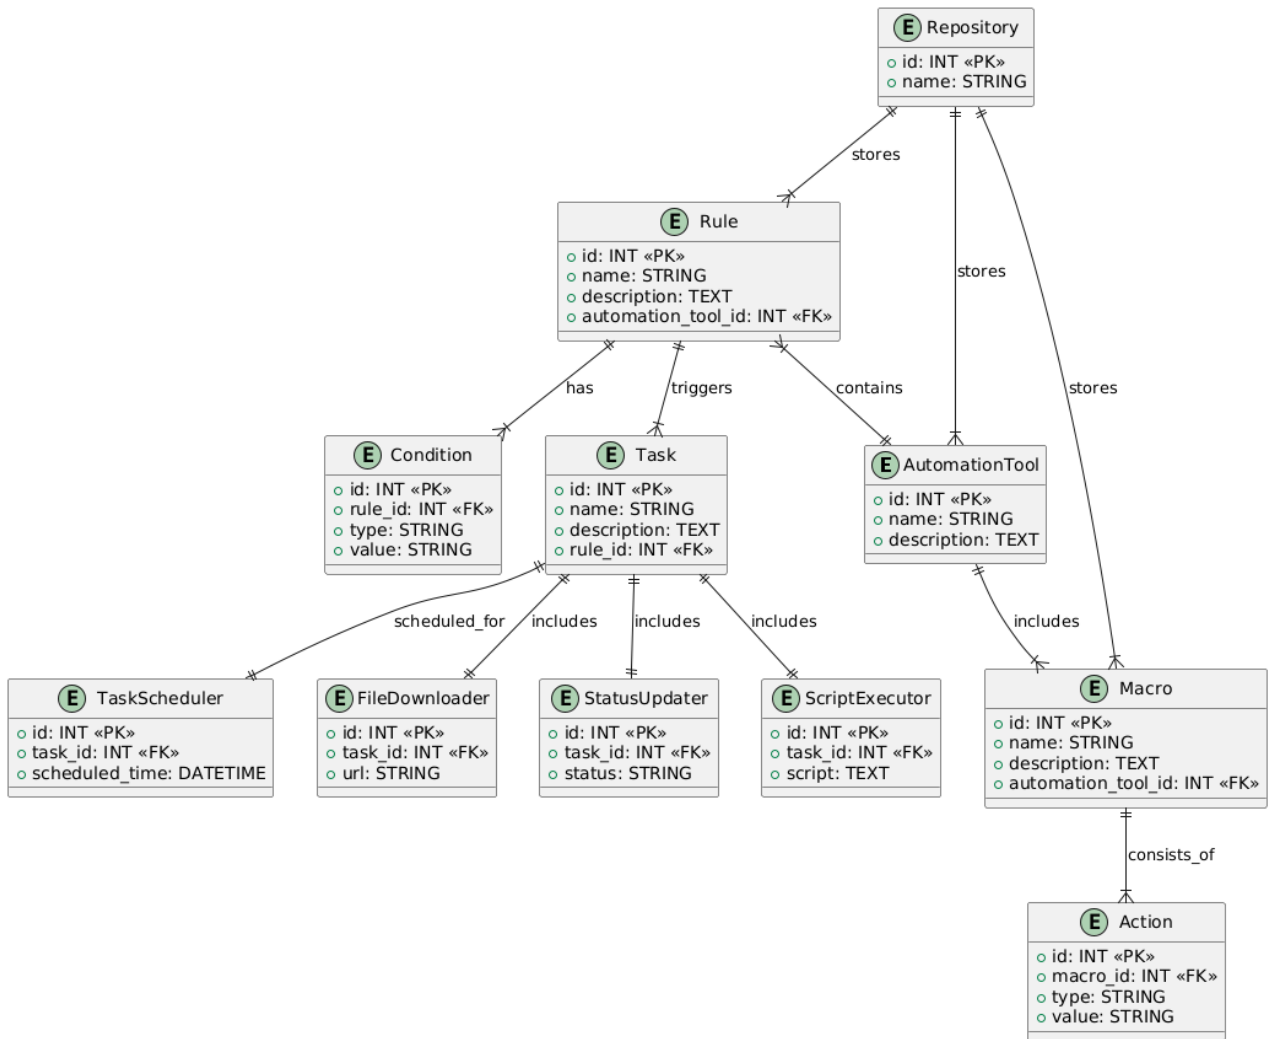 E Repository
id: INT «PK»
name: STRING
stores
stores
stores
E Rule
id: INT «PK»
name: STRING
description: TEXT
automation_tool_id: INT «FK»
has
triggers
contains
E Condition
id: INT «PK»
rule_id: INT «FK»
type: STRING
value: STRING
E Task
id: INT «PK»
name: STRING
description: TEXT
rule_id: INT «FK»
E AutomationTool
id: INT «PK»
name: STRING
description: TEXT
scheduled_for
includes
includes
includes
includes
E TaskScheduler
id: INT «PK»
task_id: INT «FK»
scheduled_time: DATETIME
E FileDownloader
id: INT «PK»
task_id: INT «FK»
url: STRING
E StatusUpdater
id: INT «PK»
task_id: INT «FK»
status: STRING
E ScriptExecutor
id: INT «PK»
task_id: INT «FK»
script: TEXT
E Macro
id: INT «PK»
name: STRING
description: TEXT
automation_tool_id: INT «FK»
consists_of
E Action
id: INT «PK»
macro_id: INT «FK»
type: STRING
value: STRING